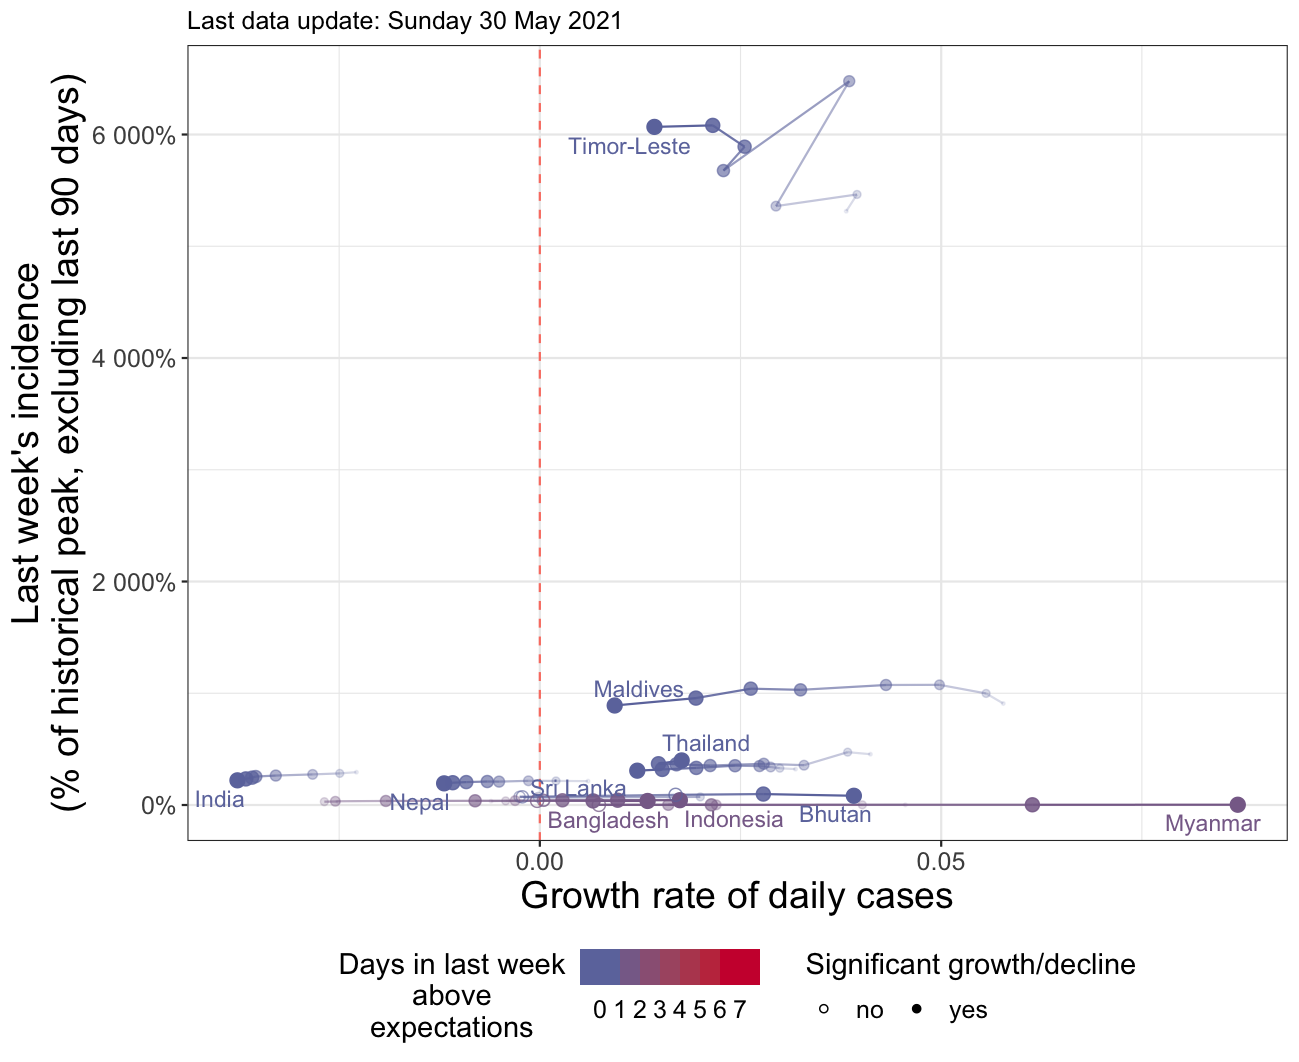 Last data update: Sunday 30 May 2021
Last week's incidence
(% of historical peak, excluding last 90 days)
6 000%
4 000%
2 000%
0%
Timor-Leste
Maldives
Thailand
India
Nepal
Sri Lanka
Bangladesh
Indonesia
Bhutan
Myanmar
0.00
0.05
Growth rate of daily cases
Days in last week
above
expectations
0 1 2 3 4 5 6 7
Significant growth/decline
no
yes